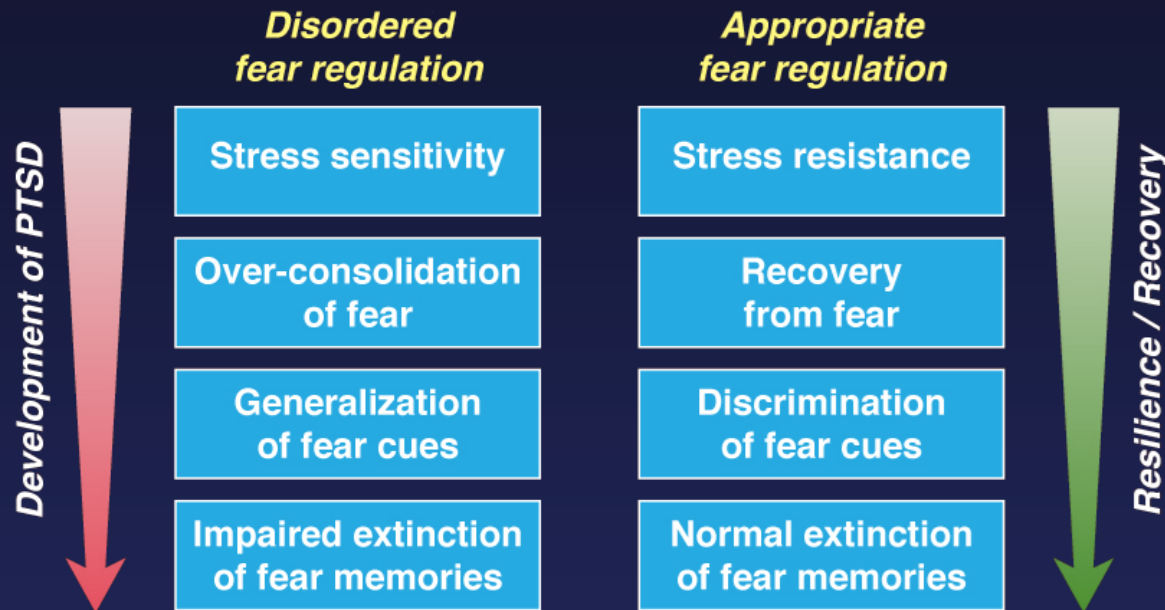 Disordered
fear regulation
Appropriate
fear regulation
Development of PTSD
Stress sensitivity
Over-consolidation
of fear
Generalization
of fear cues
Impaired extinction
of fear memories
Stress resistance
Recovery
from fear
Discrimination
of fear cues
Normal extinction
of fear memories
Resilience / Recovery